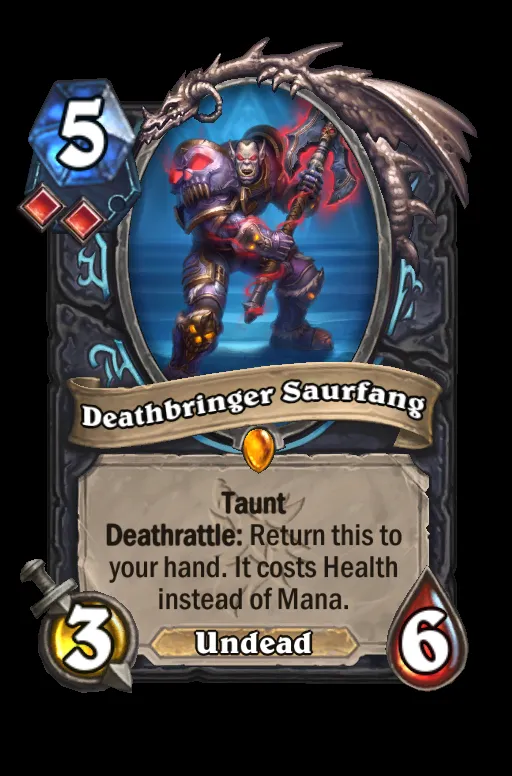 5
Deathbringer Saurfang
Taunt
Deathrattle: Return this to
your hand. It costs Health
instead of Mana.
3
Undead
6